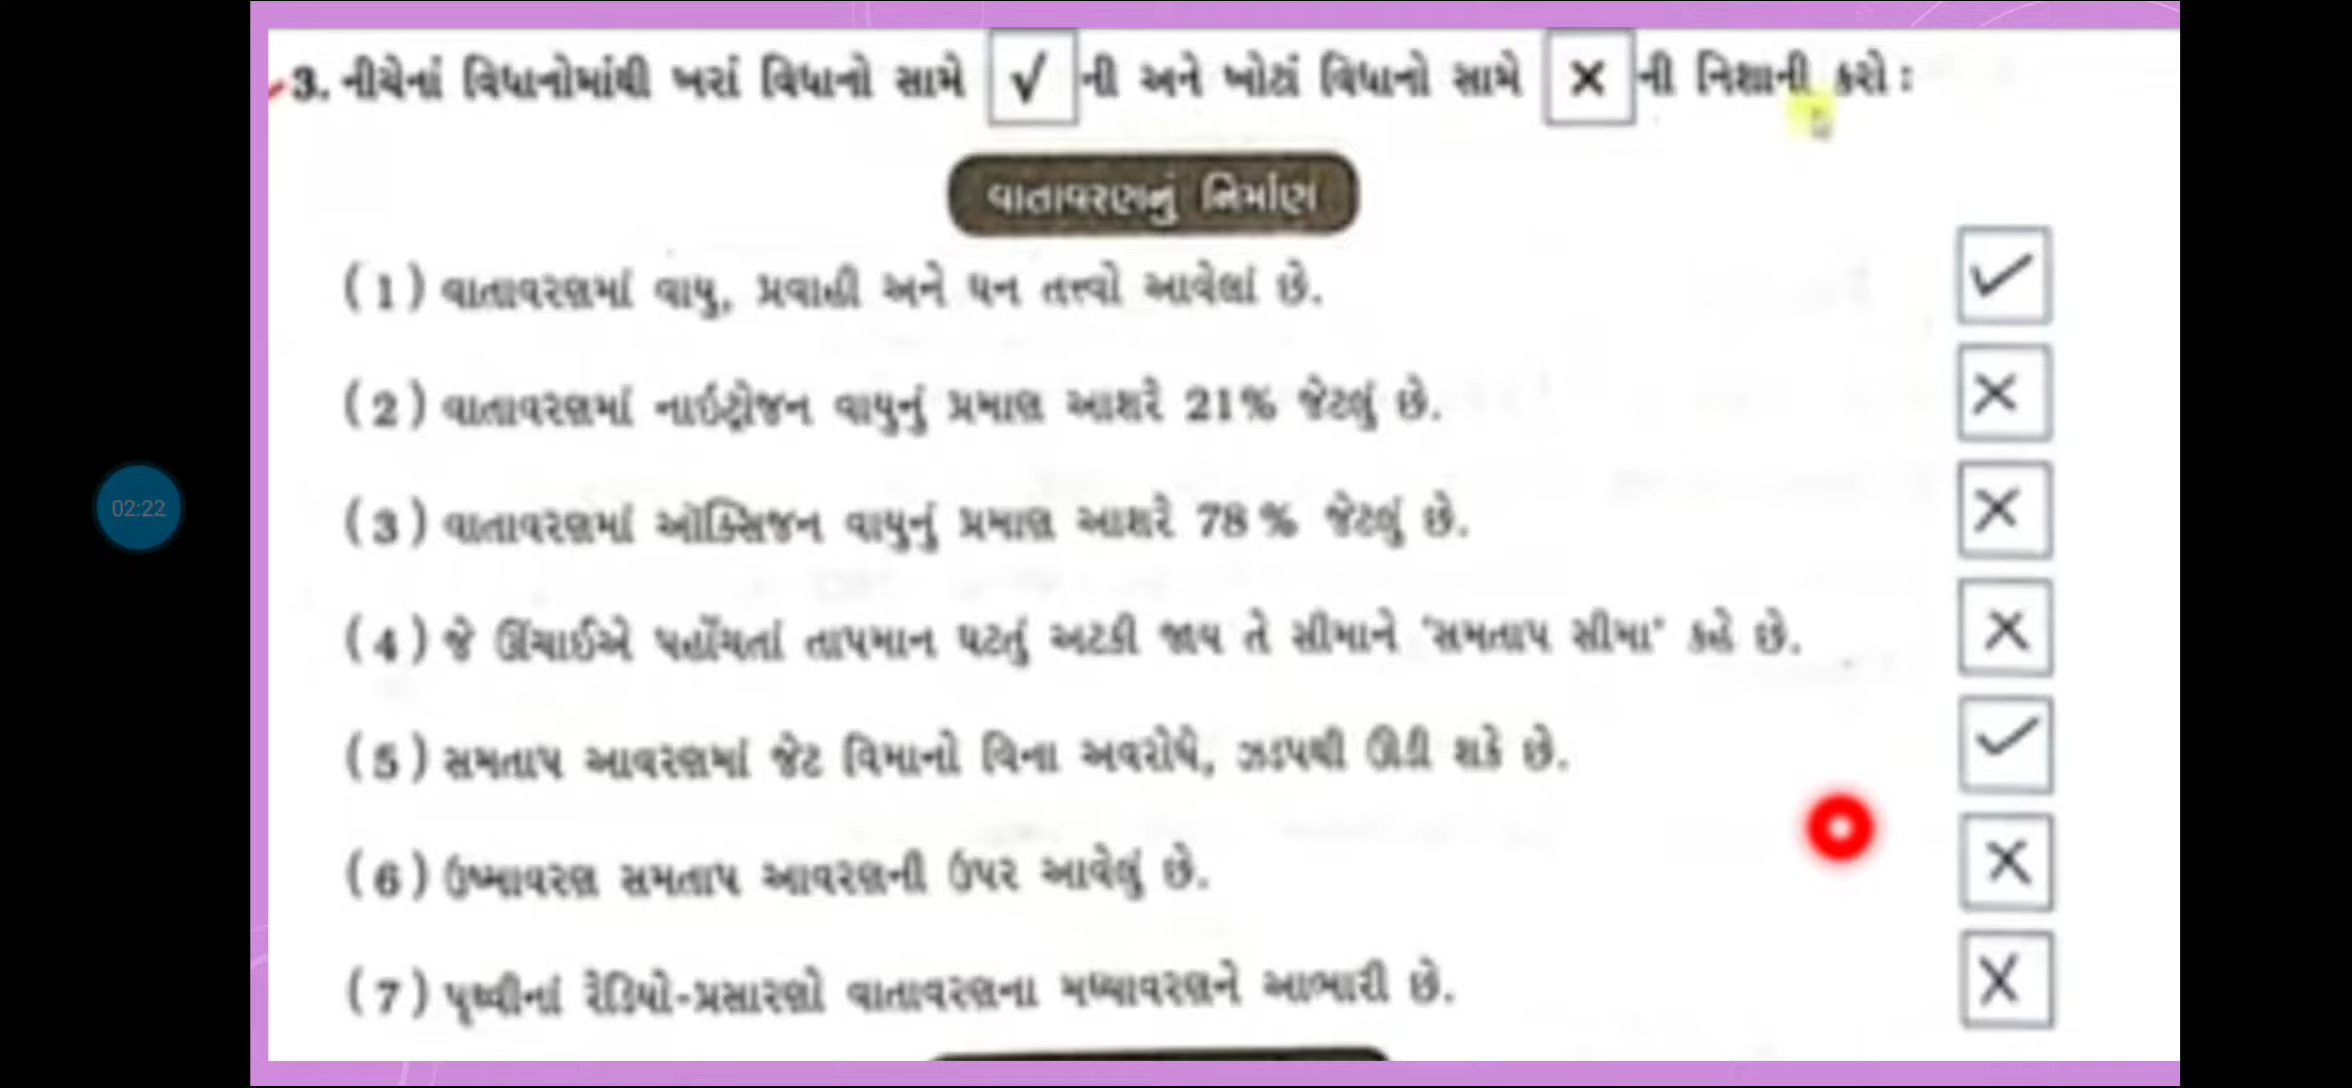 3. નીચેનાં વિધાનોમાંથી ખરાં વિધાનો સામે √ ની અને ખોટાં વિધાનો સામે × ની નિશાની કરો :
વાતાવરણનું નિર્માણ
(1) વાતાવરણમાં વાયુ, પ્રવાહી અને ઘન તત્ત્વો આવેલાં છે. ✓
(2) વાતાવરણમાં નાઈટ્રોજન વાયુનું પ્રમાણ આશરે 21% જેટલું છે. ×
(3) વાતાવરણમાં ઑક્સિજન વાયુનું પ્રમાણ આશરે 78% જેટલું છે. ×
(4) જે ઊંચાઈએ પહોંચતાં તાપમાન ઘટતું અટકી જાય તે સીમાને 'સમતાપ સીમા' કહે છે. ×
(5) સમતાપ આવરણમાં જેટ વિમાનો વિના અવરોધે, ઝડપથી ઊડી શકે છે. ✓
(6) ઉષ્માવરણ સમતાપ આવરણની ઉપર આવેલું છે. ×
(7) પૃથ્વીનાં રેડિયો-પ્રસારણો વાતાવરણના મધ્યાવરણને આભારી છે. ×
02:22